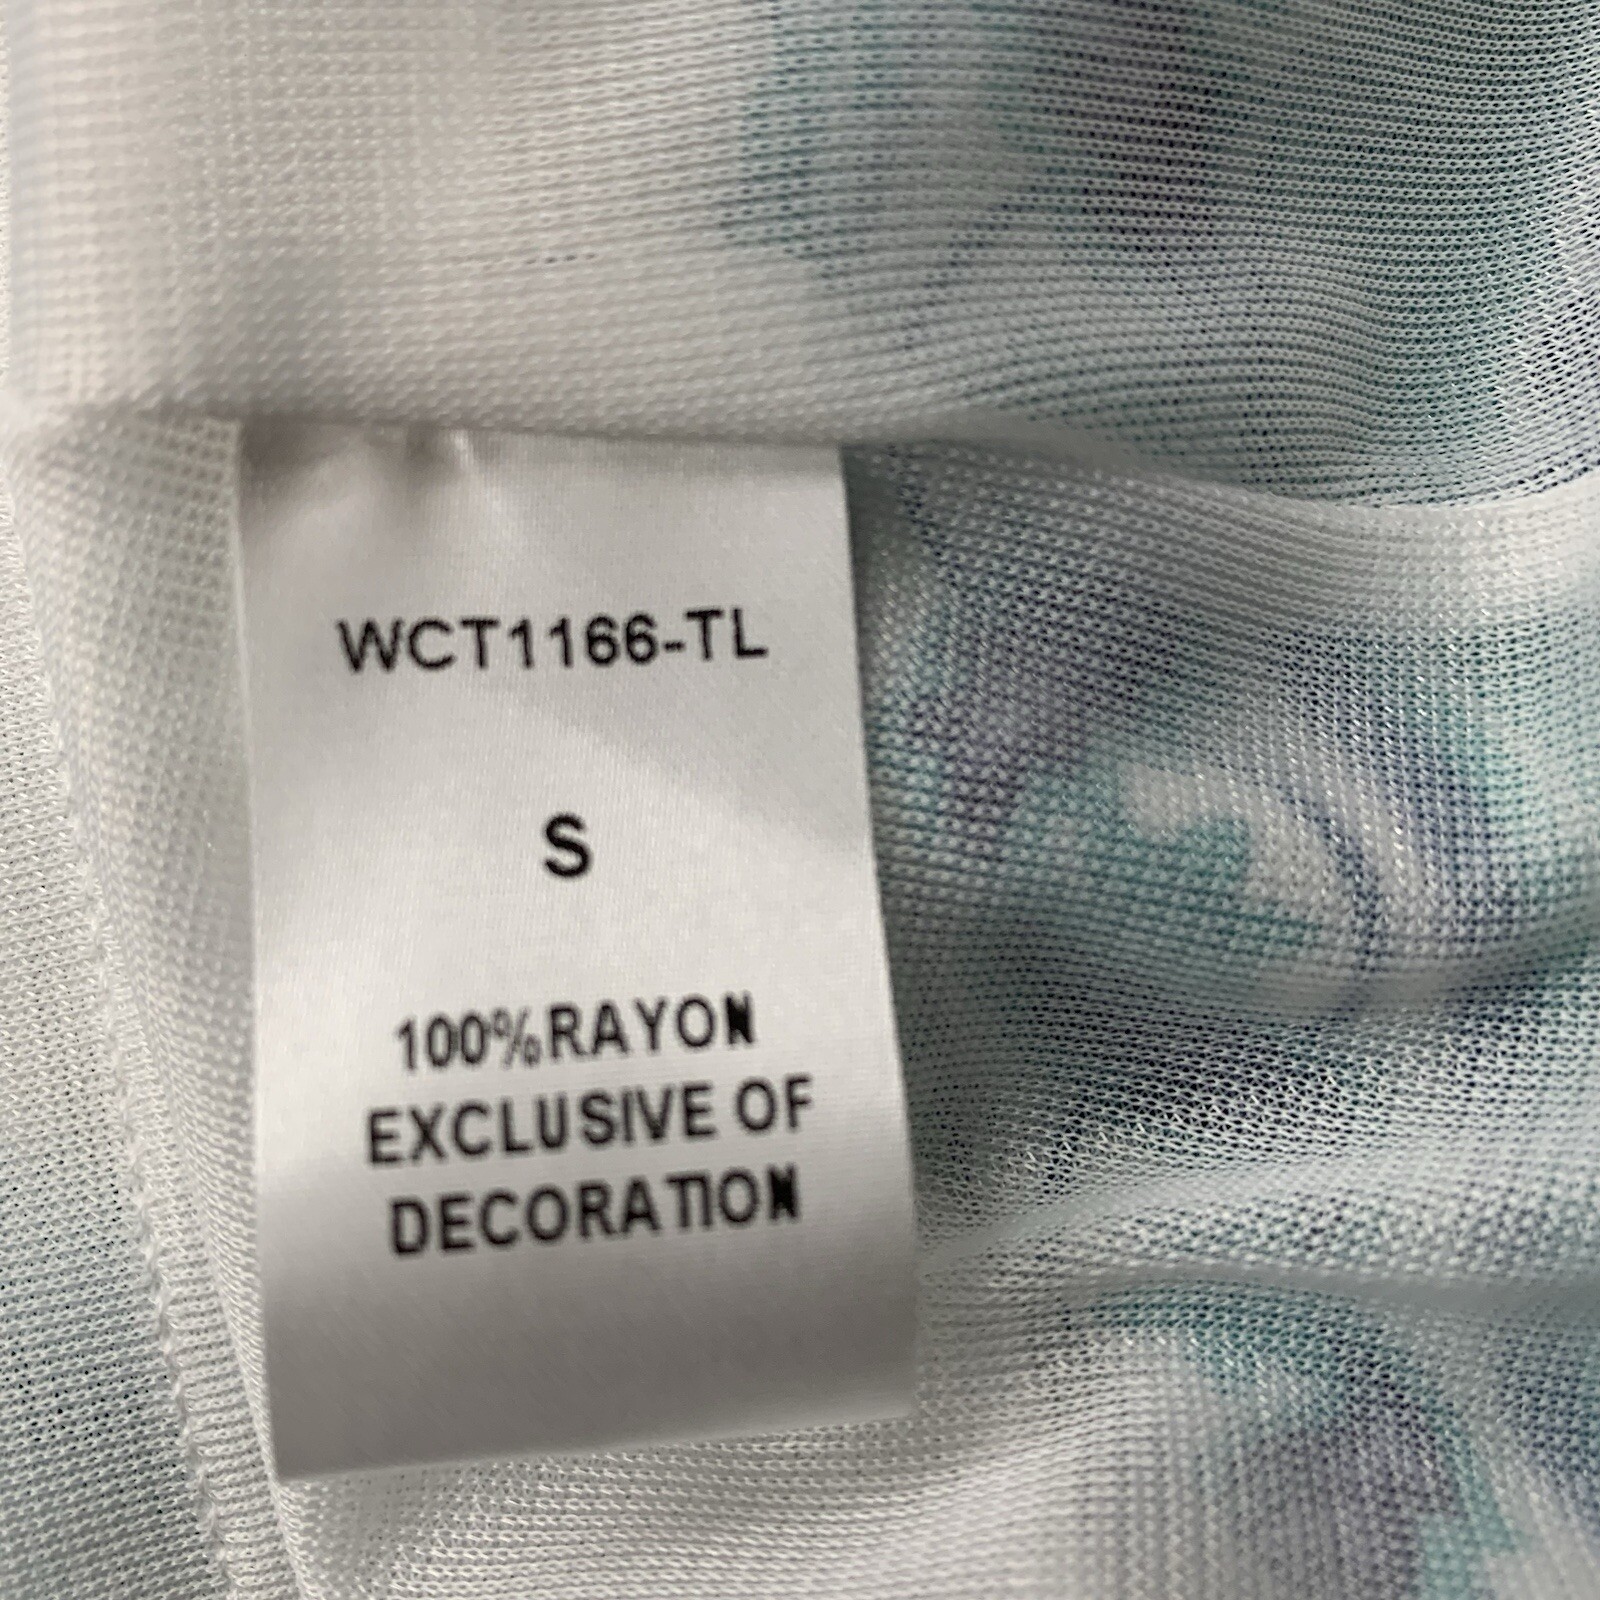 WCT1166-TL
S
100%RAYON
EXCLUSIVE OF
DECORATION